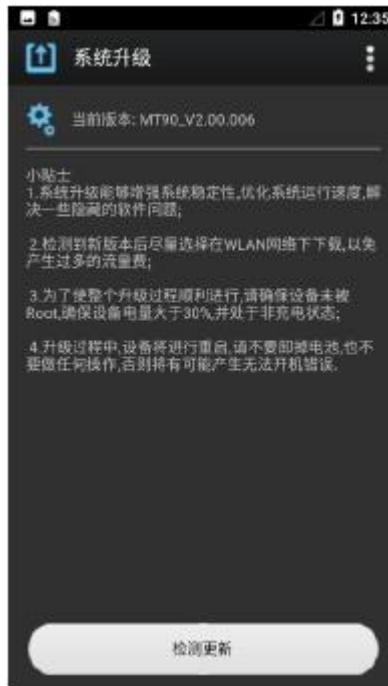 12:35
系统升级
当前版本: MT90_V2.00.006
小贴士
1.系统升级能够增强系统稳定性,优化系统运行速度,解
决一些隐藏的软件问题;
2.检测到新版本后尽量选择在WLAN网络下下载,以免
产生过多的流量费;
3.为了使整个升级过程顺利进行,请确保设备未被
Root,确保设备电量大于30%,并处于非充电状态;
4.升级过程中,设备将进行重启,请不要卸掉电池,也不
要做任何操作,否则将有可能产生无法开机错误.
检测更新